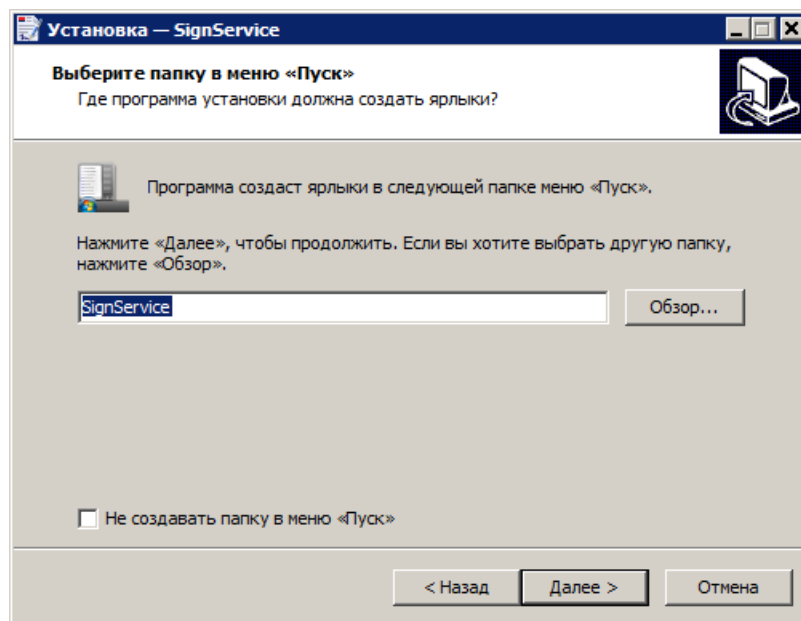 Установка — SignService
Выберите папку в меню «Пуск»
Где программа установки должна создать ярлыки?
Программа создаст ярлыки в следующей папке меню «Пуск».
Нажмите «Далее», чтобы продолжить. Если вы хотите выбрать другую папку,
нажмите «Обзор».
SignService
Обзор...
Не создавать папку в меню «Пуск»
< Назад
Далее >
Отмена